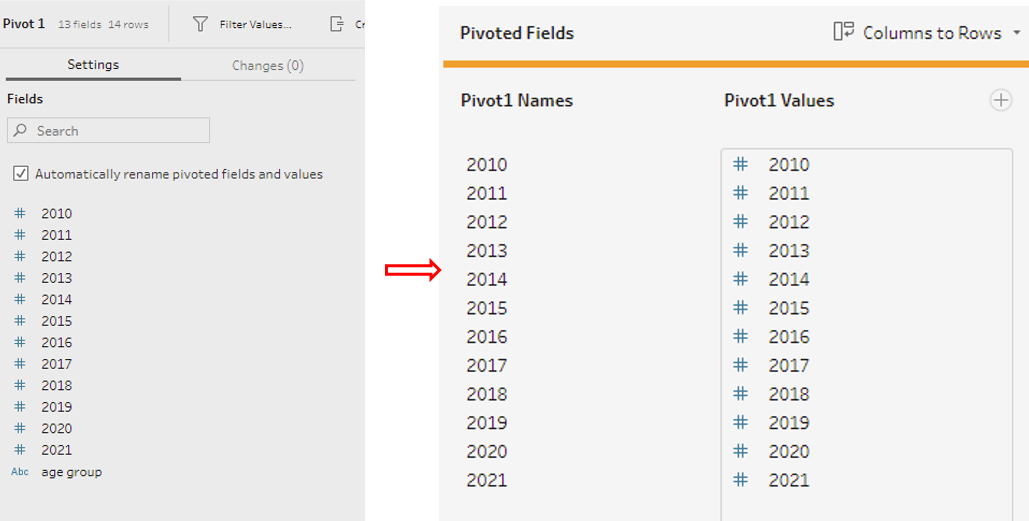 Pivot 1 13 fields 14 rows Filter Values... Cr
Settings Changes (0)
Fields
Search
Automatically rename pivoted fields and values
# 2010
# 2011
# 2012
# 2013
# 2014
# 2015
# 2016
# 2017
# 2018
# 2019
# 2020
# 2021
Abc age group
Pivoted Fields Columns to Rows
Pivot1 Names Pivot1 Values
2010 # 2010
2011 # 2011
2012 # 2012
2013 # 2013
2014 # 2014
2015 # 2015
2016 # 2016
2017 # 2017
2018 # 2018
2019 # 2019
2020 # 2020
2021 # 2021